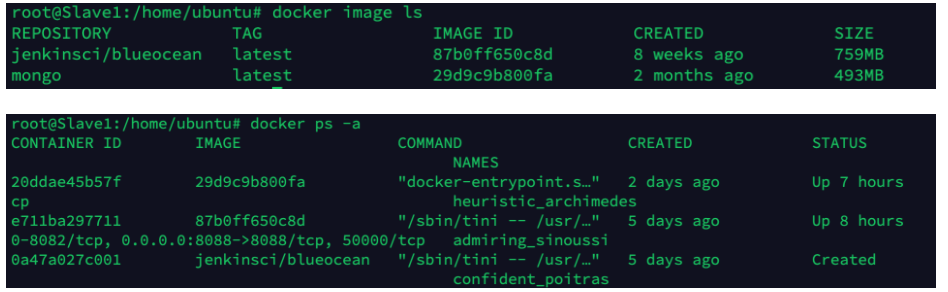 root@Slave1:/home/ubuntu# docker image ls
REPOSITORY TAG IMAGE ID CREATED SIZE
jenkinsci/blueocean latest 87b0ff650c8d 8 weeks ago 759MB
mongo latest 29d9c9b800fa 2 months ago 493MB
root@Slave1:/home/ubuntu# docker ps -a
CONTAINER ID IMAGE COMMAND CREATED STATUS
NAMES
20ddae45b57f 29d9c9b800fa "docker-entrypoint.s…" 2 days ago Up 7 hours
cp heuristic_archimedes
e711ba297711 87b0ff650c8d "/sbin/tini -- /usr/…" 5 days ago Up 8 hours
0-8082/tcp, 0.0.0.0:8088->8088/tcp, 50000/tcp admiring_sinoussi
0a47a027c001 jenkinsci/blueocean "/sbin/tini -- /usr/…" 5 days ago Created
confident_poitras